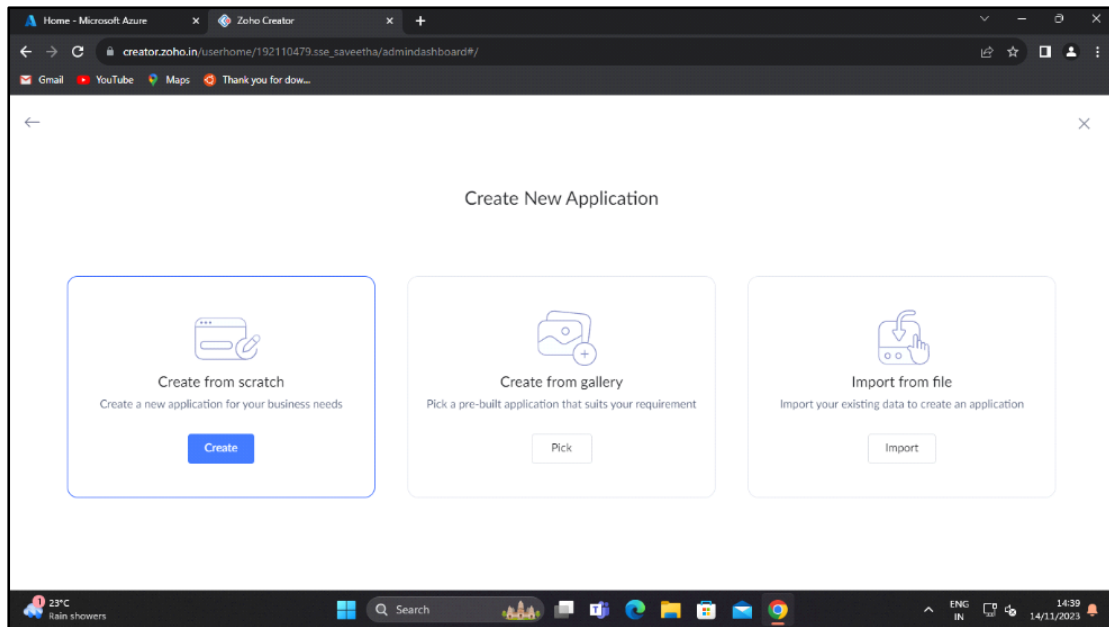 Home - Microsoft Azure
Zoho Creator
creator.zoho.in/userhome/192110479.sse_saveetha/admindashboard#/
Gmail YouTube Maps Thank you for dow...
Create New Application
Create from scratch
Create a new application for your business needs
Create
Create from gallery
Pick a pre-built application that suits your requirement
Pick
Import from file
Import your existing data to create an application
Import
1
23°C
Rain showers
Search
ENG
IN
14:39
14/11/2023